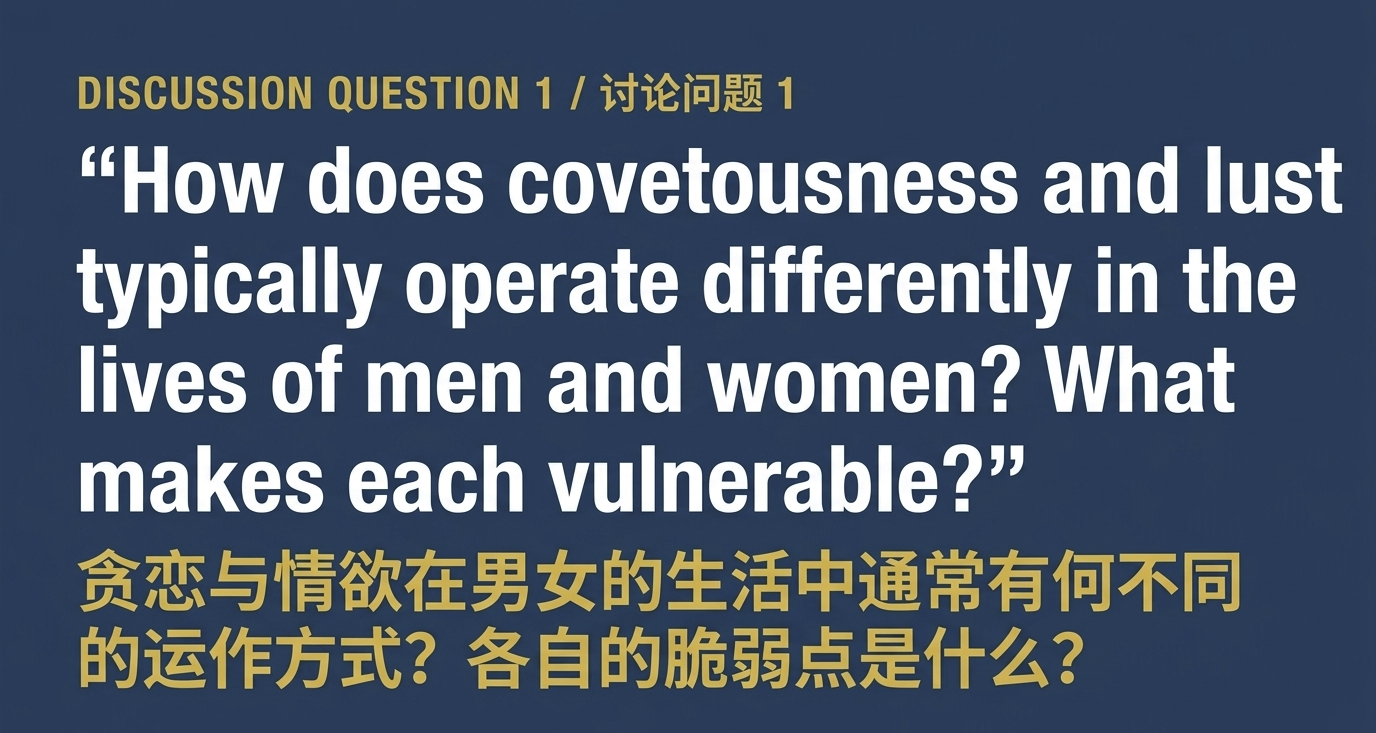 DISCUSSION QUESTION 1 / 讨论问题 1
“How does covetousness and lust
typically operate differently in the
lives of men and women? What
makes each vulnerable?”
贪恋与情欲在男女的生活中通常有何不同
的运作方式？各自的脆弱点是什么？